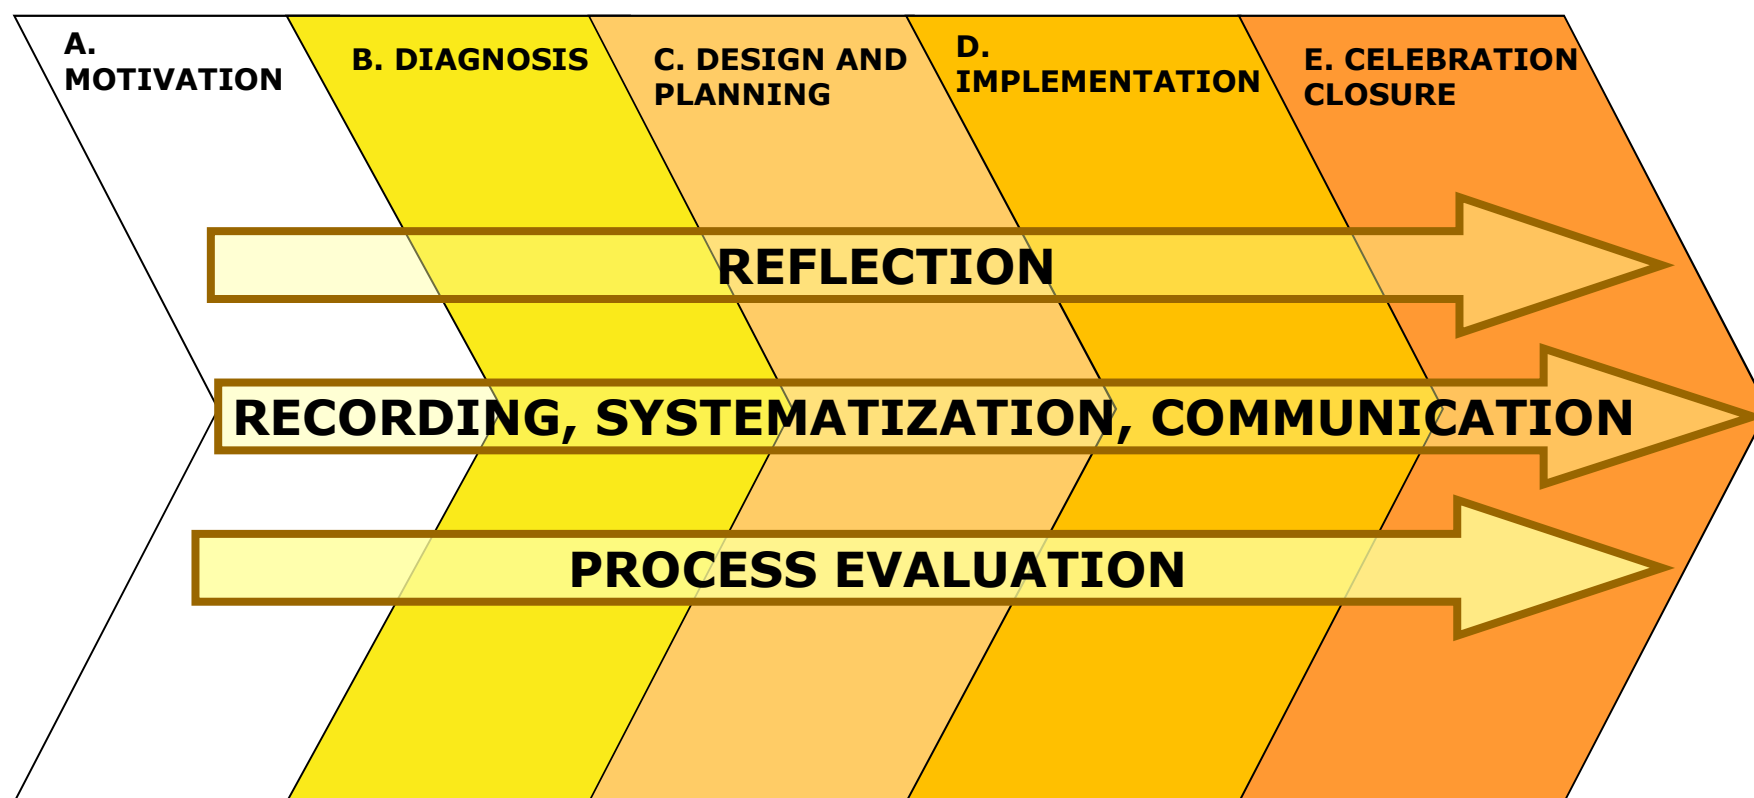 A.
MOTIVATION
B. DIAGNOSIS
C. DESIGN AND
PLANNING
D.
IMPLEMENTATION
E. CELEBRATION
CLOSURE
REFLECTION
RECORDING, SYSTEMATIZATION, COMMUNICATION
PROCESS EVALUATION